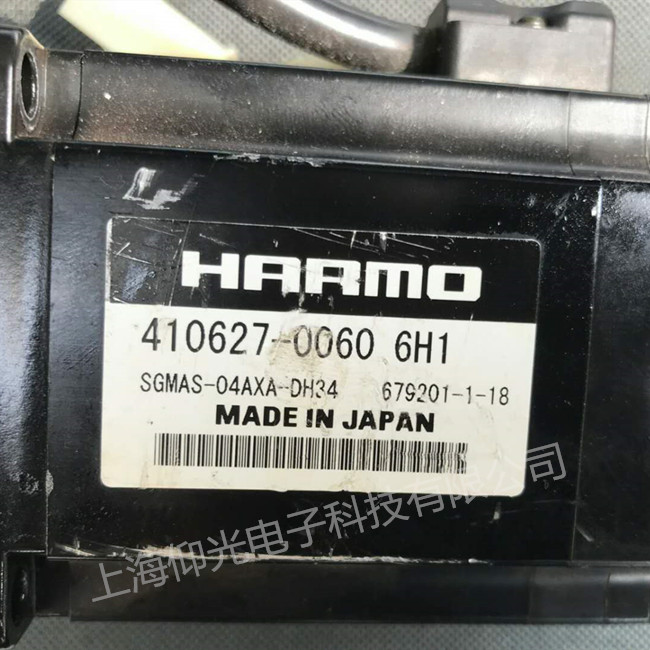 HARMO
410627-0060 6H1
SGMAS-04AXA-DH34 679201-1-18
MADE IN JAPAN
上海仰光电子科技有限公司